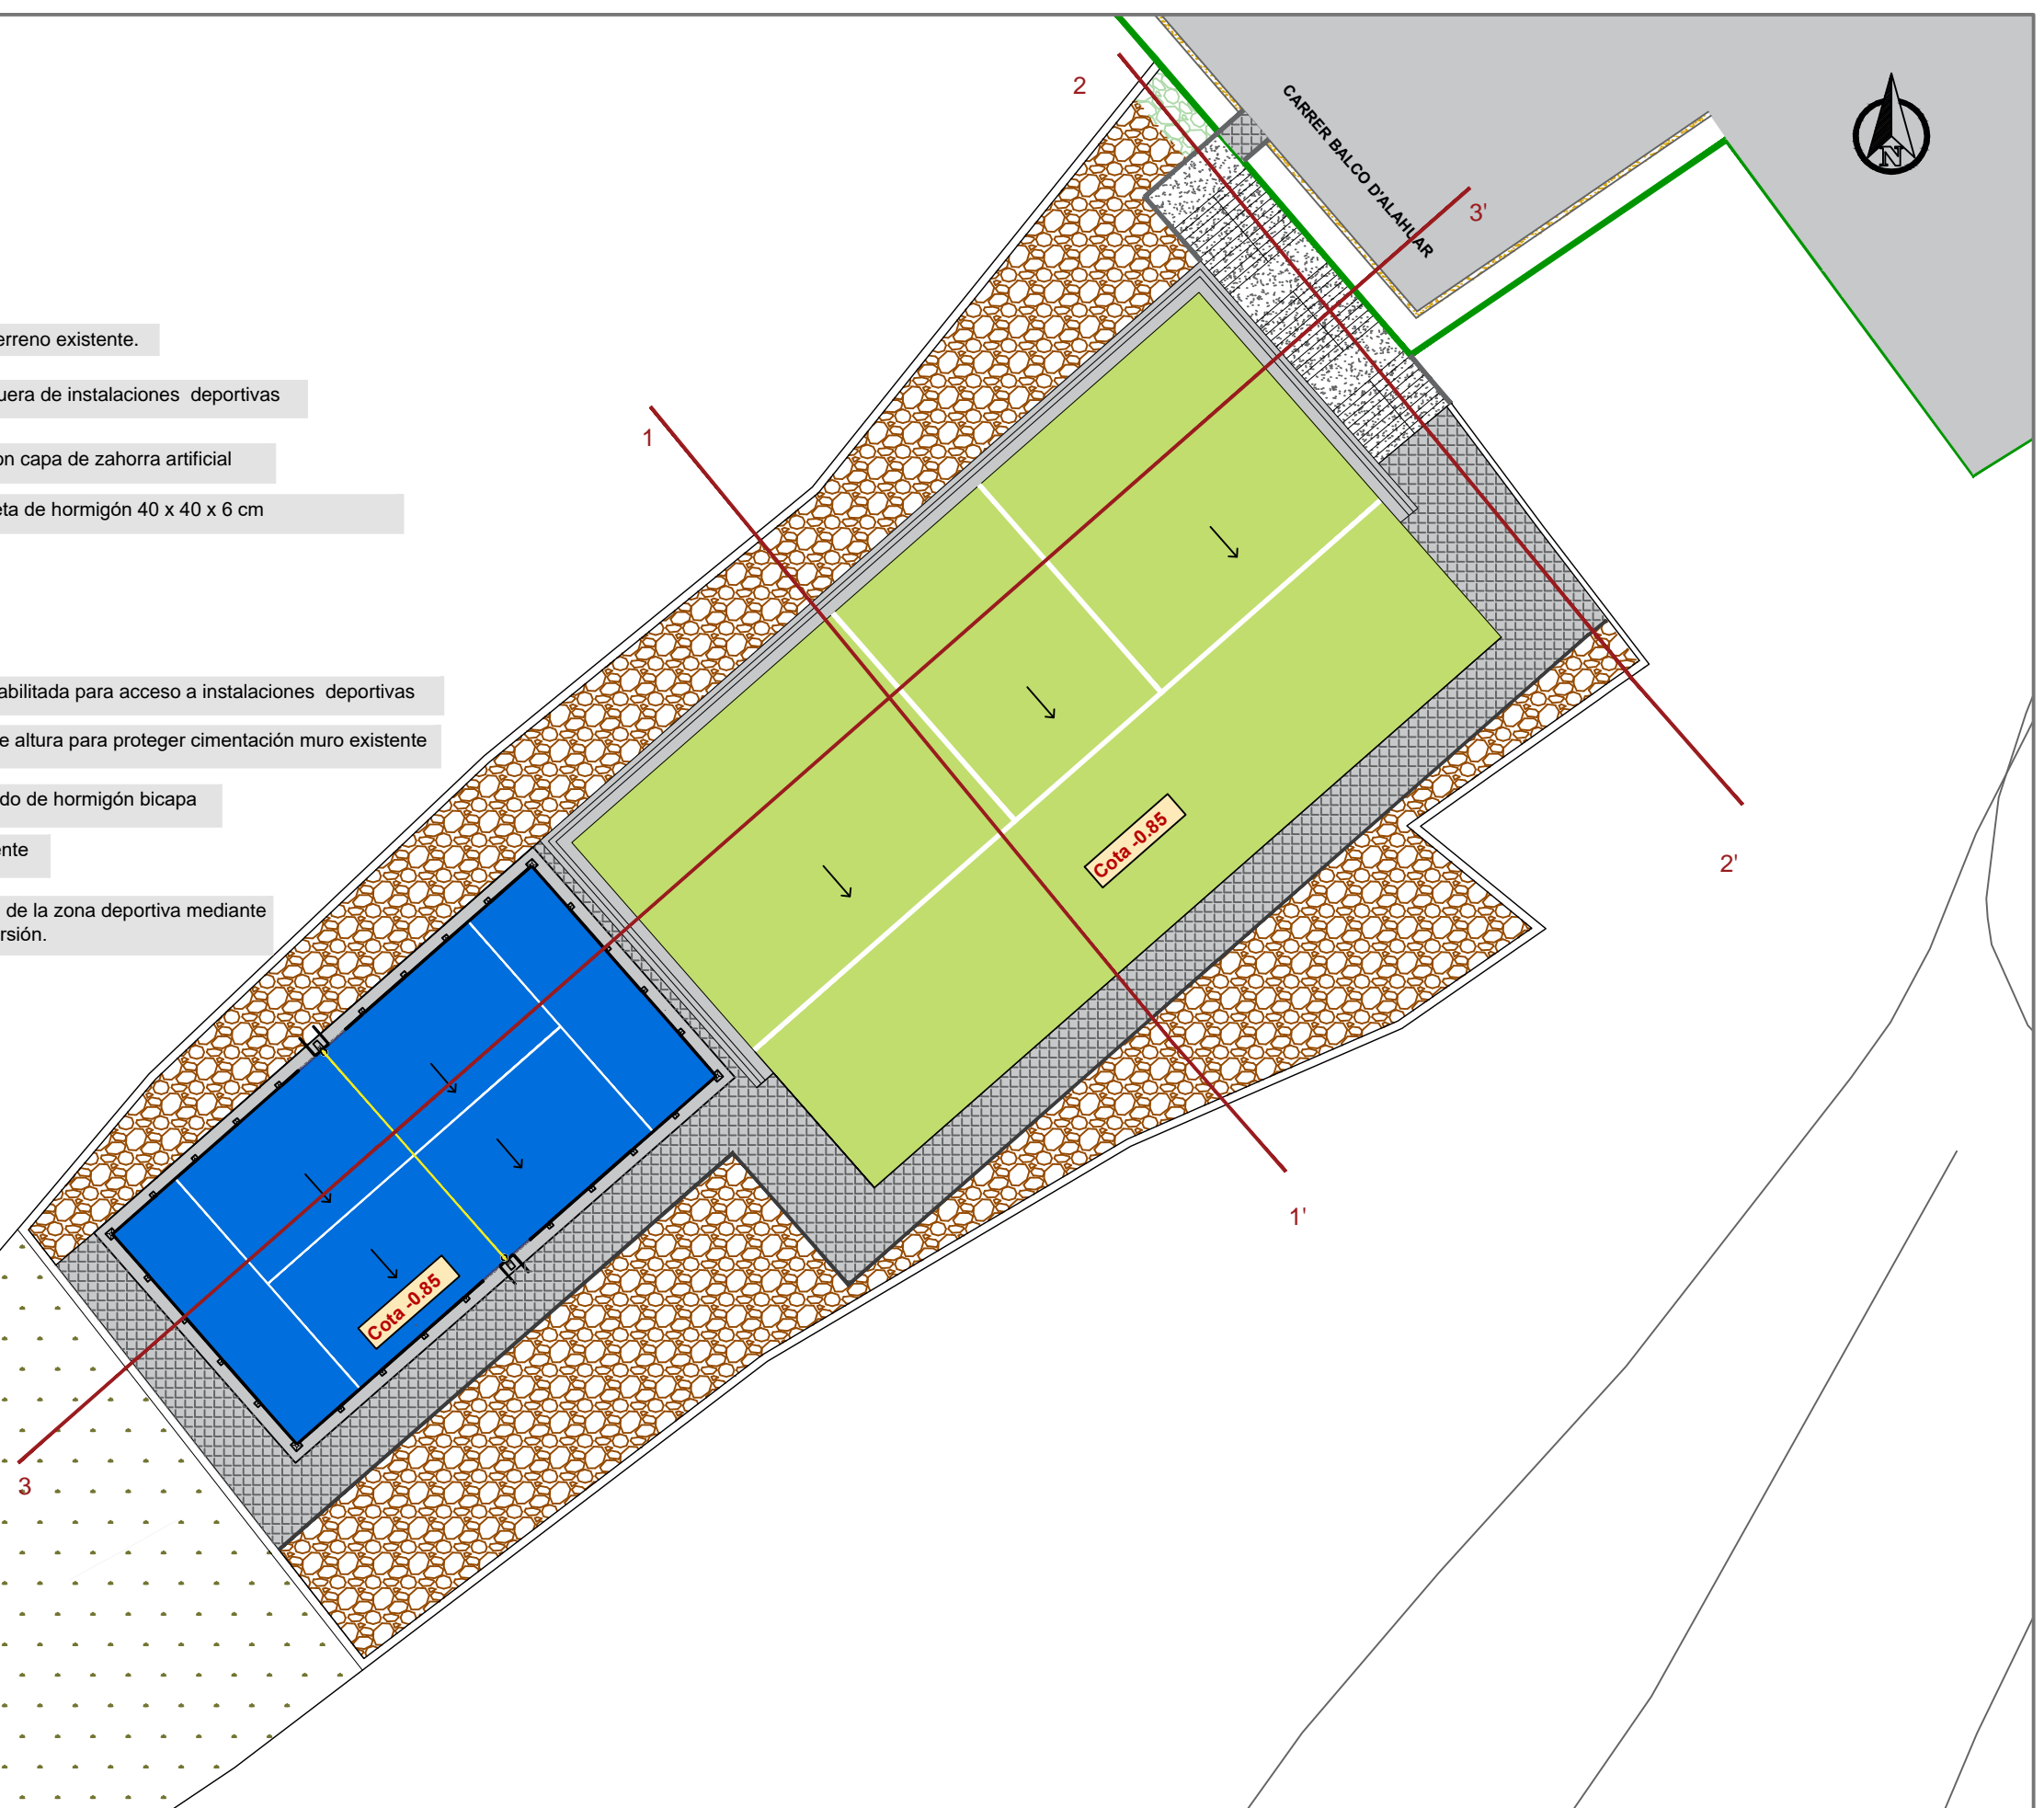 2
N
CARRER BALCO D'ALAHUAR
3'
erreno existente.
uera de instalaciones deportivas
1
on capa de zahorra artificial
eta de hormigón 40 x 40 x 6 cm
abilitada para acceso a instalaciones deportivas
e altura para proteger cimentación muro existente
do de hormigón bicapa
ente
de la zona deportiva mediante
rsión.
Cota -0.85
2'
1'
Cota -0.85
3